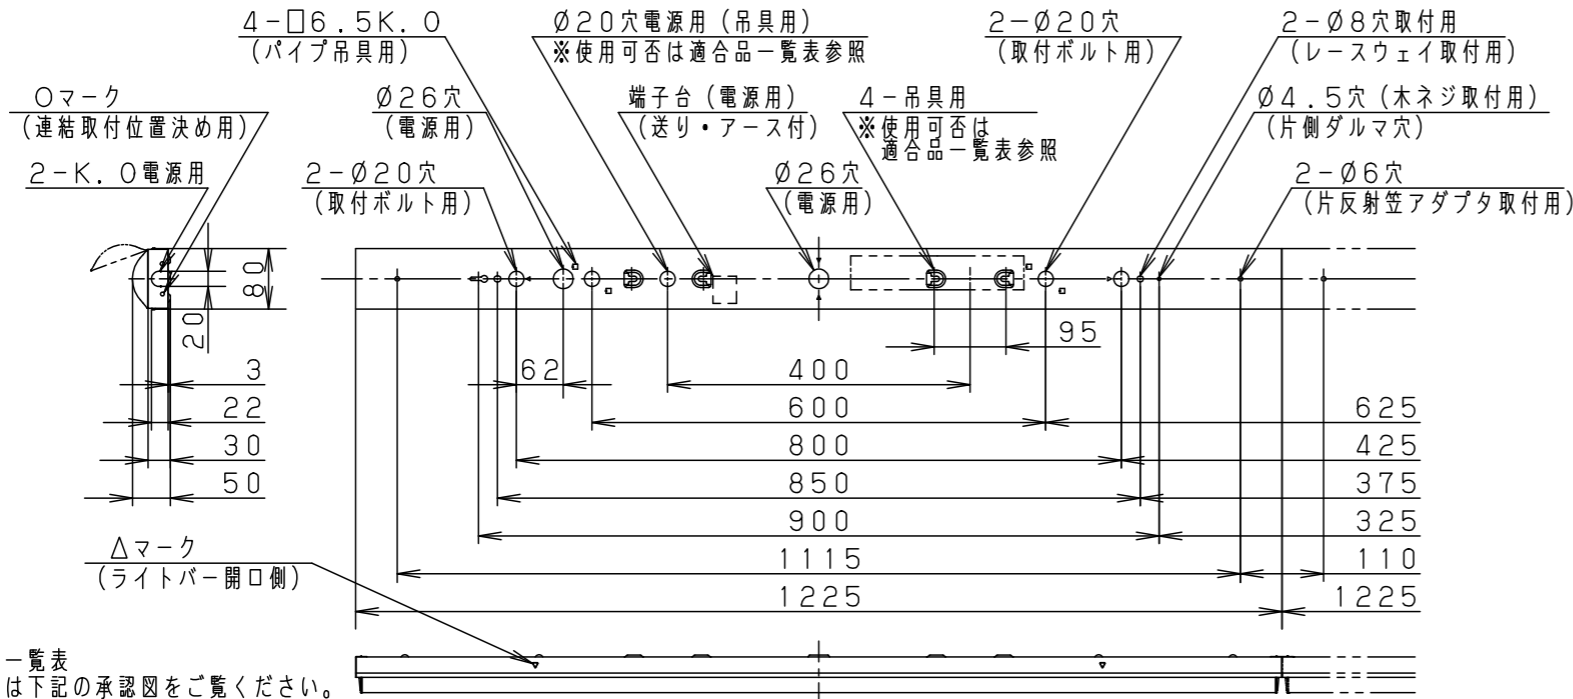 4-□6.5K.O
(パイプ吊具用)
Ø20穴電源用(吊具用)
※使用可否は適合品一覧表参照
2-Ø20穴
(取付ボルト用)
2-Ø8穴取付用
(レースウェイ取付用)
Oマーク
(連結取付位置決め用)
Ø26穴
(電源用)
端子台(電源用)
(送り・アース付)
4-吊具用
※使用可否は
適合品一覧表参照
Ø4.5穴(木ネジ取付用)
(片側ダルマ穴)
2-K.O電源用
2-Ø20穴
(取付ボルト用)
Ø26穴
(電源用)
2-Ø6穴
(片反射笠アダプタ取付用)
80
20
3
22
30
50
62
400
95
600
625
800
425
850
375
900
325
1115
110
1225
1225
△マーク
(ライトバー開口側)
一覧表
は下記の承認図をご覧ください。